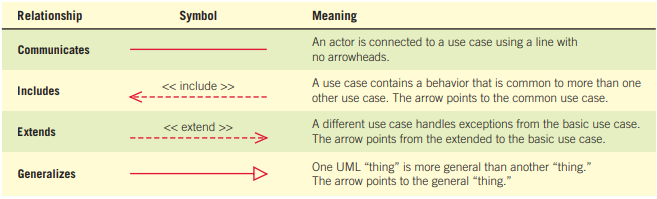 Relationship Symbol Meaning
Communicates
An actor is connected to a use case using a line with
no arrowheads.
Includes << include >>
A use case contains a behavior that is common to more than one
other use case. The arrow points to the common use case.
Extends << extend >>
A different use case handles exceptions from the basic use case.
The arrow points from the extended to the basic use case.
Generalizes
One UML “thing” is more general than another “thing.”
The arrow points to the general “thing.”